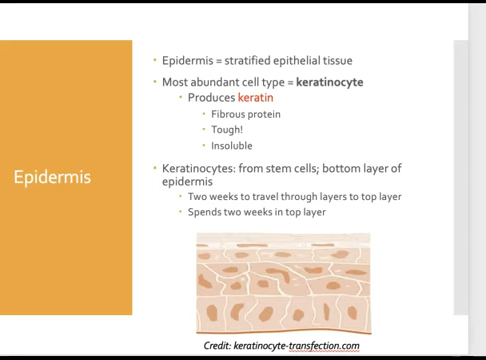 Epidermis
• Epidermis = stratified epithelial tissue
• Most abundant cell type = keratinocyte
• Produces keratin
• Fibrous protein
• Tough!
• Insoluble
• Keratinocytes: from stem cells; bottom layer of
epidermis
• Two weeks to travel through layers to top layer
• Spends two weeks in top layer
Credit: keratinocyte-transfection.com